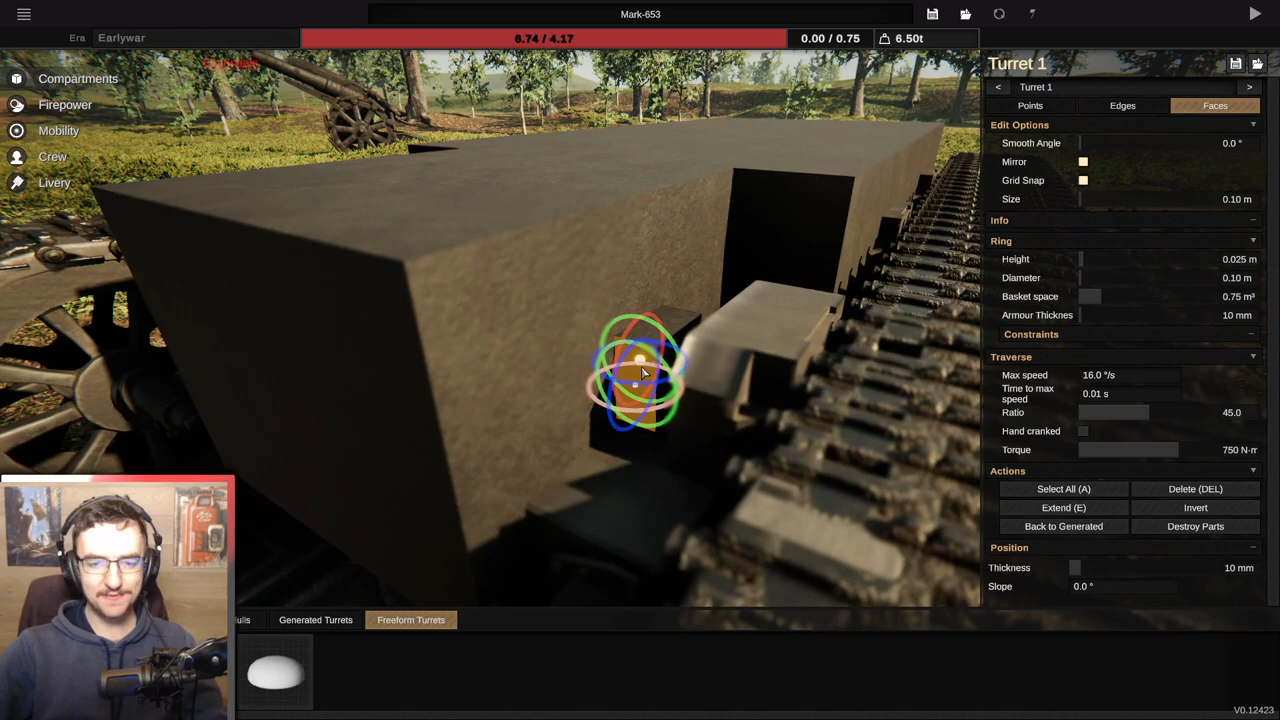 Mark-653
Era Earlywar 6.74 / 4.17 0.00 / 0.75 6.50t
Compartments
Firepower
Mobility
Crew
Livery
Turret 1
< Turret 1 >
Points Edges Faces
Edit Options
Smooth Angle 0.0 °
Mirror
Grid Snap
Size 0.10 m
Info
Ring
Height 0.025 m
Diameter 0.10 m
Basket space 0.75 m³
Armour Thicknes 10 mm
Constraints
Traverse
Max speed 16.0 °/s
Time to max
speed 0.01 s
Ratio 45.0
Hand cranked
Torque 750 N·m
Actions
Select All (A) Delete (DEL)
Extend (E) Invert
Back to Generated Destroy Parts
Position
Thickness 10 mm
Slope 0.0 °
ulls Generated Turrets Freeform Turrets
V0.12423